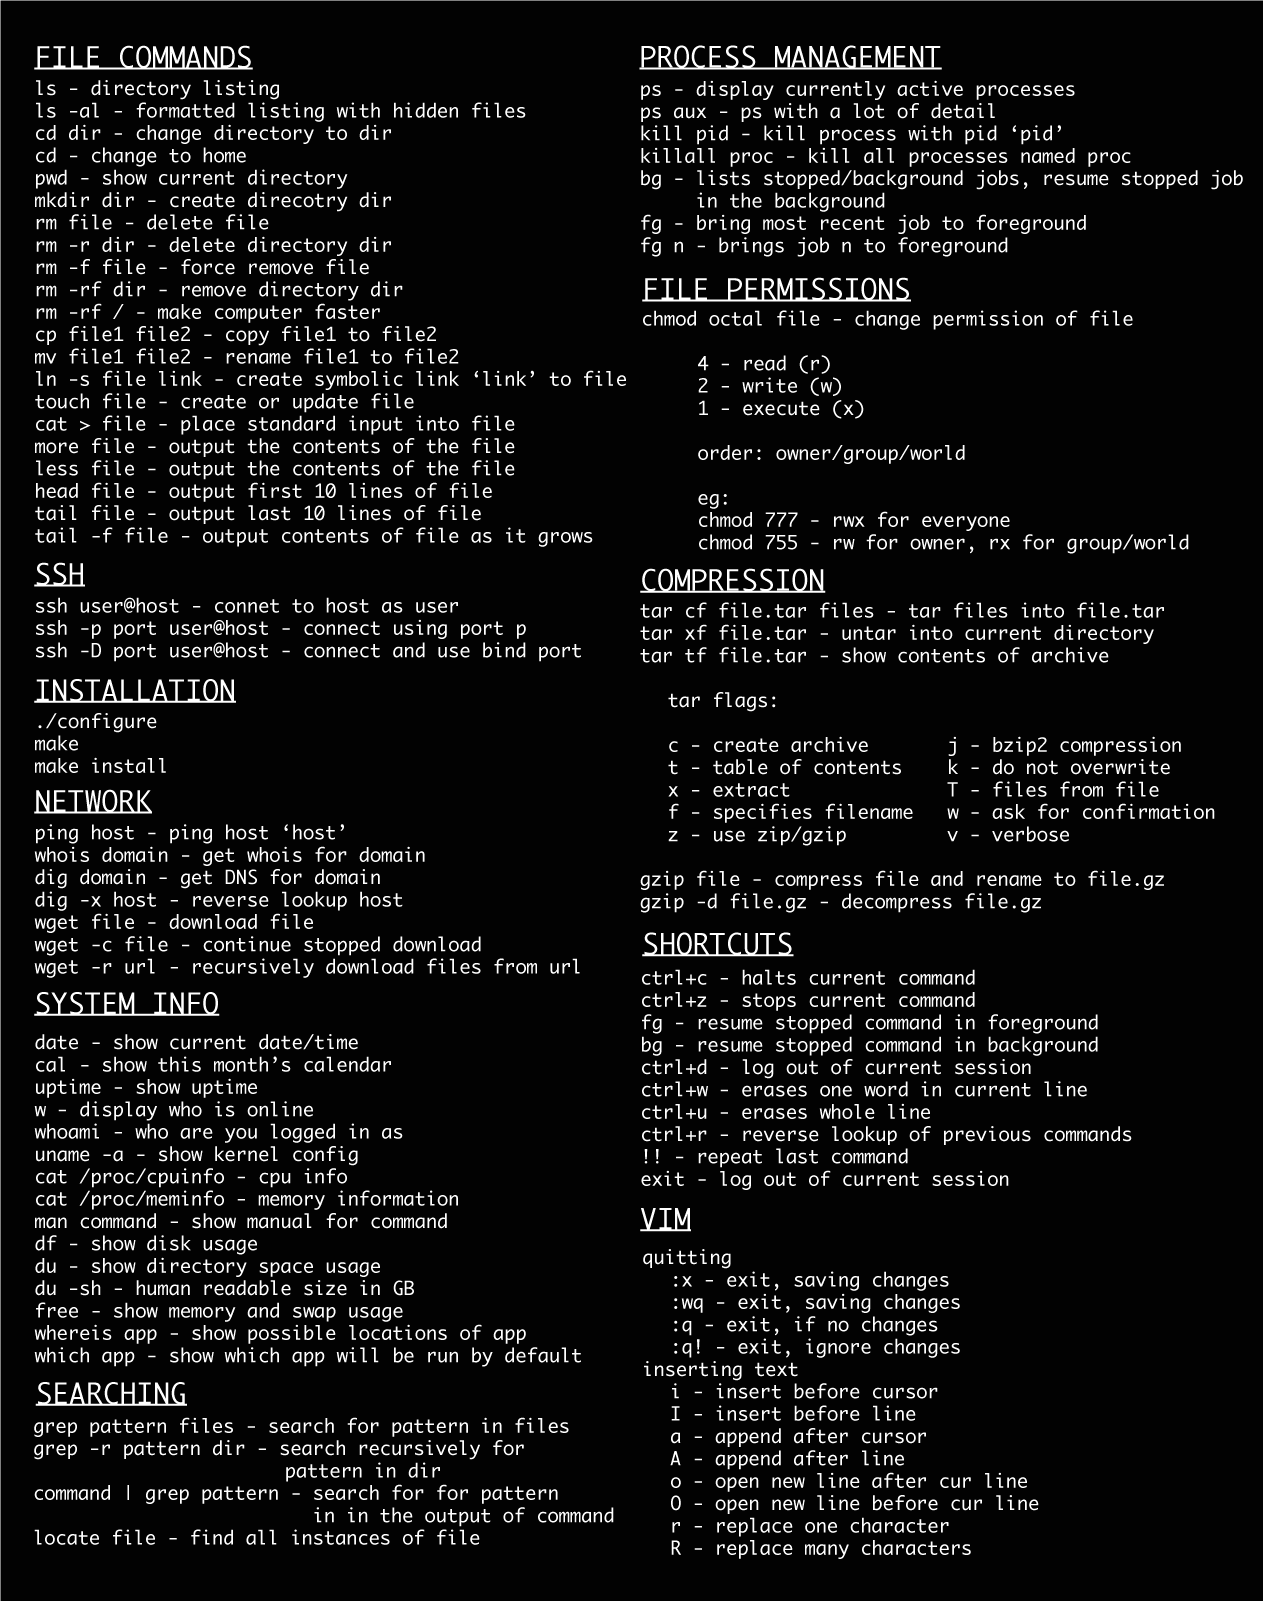 FILE COMMANDS
ls - directory listing
ls -al - formatted listing with hidden files
cd dir - change directory to dir
cd - change to home
pwd - show current directory
mkdir dir - create direcotry dir
rm file - delete file
rm -r dir - delete directory dir
rm -f file - force remove file
rm -rf dir - remove directory dir
rm -rf / - make computer faster
cp file1 file2 - copy file1 to file2
mv file1 file2 - rename file1 to file2
ln -s file link - create symbolic link ‘link’ to file
touch file - create or update file
cat > file - place standard input into file
more file - output the contents of the file
less file - output the contents of the file
head file - output first 10 lines of file
tail file - output last 10 lines of file
tail -f file - output contents of file as it grows
SSH
ssh user@host - connet to host as user
ssh -p port user@host - connect using port p
ssh -D port user@host - connect and use bind port
INSTALLATION
./configure
make
make install
NETWORK
ping host - ping host ‘host’
whois domain - get whois for domain
dig domain - get DNS for domain
dig -x host - reverse lookup host
wget file - download file
wget -c file - continue stopped download
wget -r url - recursively download files from url
SYSTEM INFO
date - show current date/time
cal - show this month’s calendar
uptime - show uptime
w - display who is online
whoami - who are you logged in as
uname -a - show kernel config
cat /proc/cpuinfo - cpu info
cat /proc/meminfo - memory information
man command - show manual for command
df - show disk usage
du - show directory space usage
du -sh - human readable size in GB
free - show memory and swap usage
whereis app - show possible locations of app
which app - show which app will be run by default
SEARCHING
grep pattern files - search for pattern in files
grep -r pattern dir - search recursively for
pattern in dir
command | grep pattern - search for for pattern
in in the output of command
locate file - find all instances of file
PROCESS MANAGEMENT
ps - display currently active processes
ps aux - ps with a lot of detail
kill pid - kill process with pid ‘pid’
killall proc - kill all processes named proc
bg - lists stopped/background jobs, resume stopped job
in the background
fg - bring most recent job to foreground
fg n - brings job n to foreground
FILE PERMISSIONS
chmod octal file - change permission of file
4 - read (r)
2 - write (w)
1 - execute (x)
order: owner/group/world
eg:
chmod 777 - rwx for everyone
chmod 755 - rw for owner, rx for group/world
COMPRESSION
tar cf file.tar files - tar files into file.tar
tar xf file.tar - untar into current directory
tar tf file.tar - show contents of archive
tar flags:
c - create archive j - bzip2 compression
t - table of contents k - do not overwrite
x - extract T - files from file
f - specifies filename w - ask for confirmation
z - use zip/gzip v - verbose
gzip file - compress file and rename to file.gz
gzip -d file.gz - decompress file.gz
SHORTCUTS
ctrl+c - halts current command
ctrl+z - stops current command
fg - resume stopped command in foreground
bg - resume stopped command in background
ctrl+d - log out of current session
ctrl+w - erases one word in current line
ctrl+u - erases whole line
ctrl+r - reverse lookup of previous commands
!! - repeat last command
exit - log out of current session
VIM
quitting
:x - exit, saving changes
:wq - exit, saving changes
:q - exit, if no changes
:q! - exit, ignore changes
inserting text
i - insert before cursor
I - insert before line
a - append after cursor
A - append after line
o - open new line after cur line
O - open new line before cur line
r - replace one character
R - replace many characters